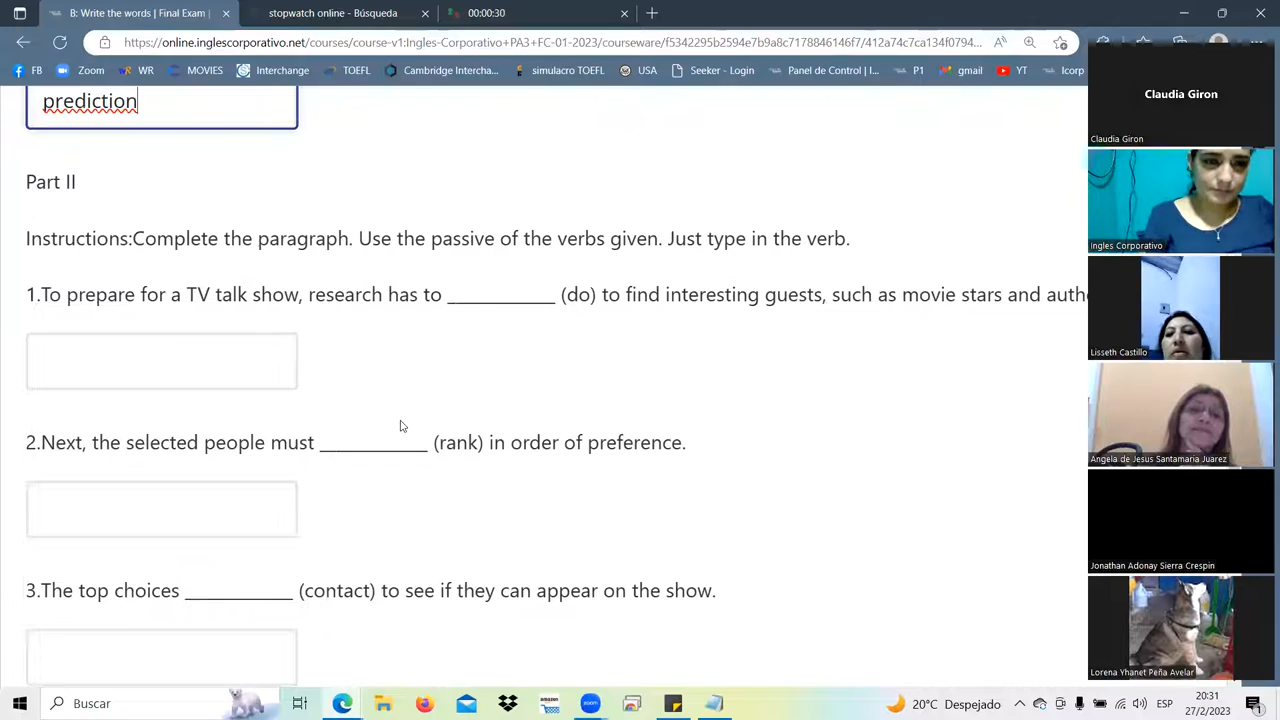 B: Write the words | Final Exam |
stopwatch online - Búsqueda
00:00:30
https://online.inglescorporativo.net/courses/course-v1:Ingles-Corporativo+PA3+FC-01-2023/courseware/f5342295b2594e7b9a8c7178846146f7/412a74c7ca134f0794...
FB
Zoom
WR
MOVIES
Interchange
TOEFL
Cambridge Intercha...
simulacro TOEFL
USA
Seeker - Login
Panel de Control | I...
P1
gmail
YT
Icorp
prediction
Part II
Instructions:Complete the paragraph. Use the passive of the verbs given. Just type in the verb.
1.To prepare for a TV talk show, research has to ___________ (do) to find interesting guests, such as movie stars and auth
2.Next, the selected people must ___________ (rank) in order of preference.
3.The top choices ___________ (contact) to see if they can appear on the show.
Claudia Giron
Claudia Giron
Ingles Corporativo
Lisseth Castillo
Angela de Jesus Santamaria Juarez
Jonathan Adonay Sierra Crespin
Lorena Yhanet Peña Avelar
Buscar
amazon
zoom
20°C Despejado
ESP
20:31
27/2/2023
1